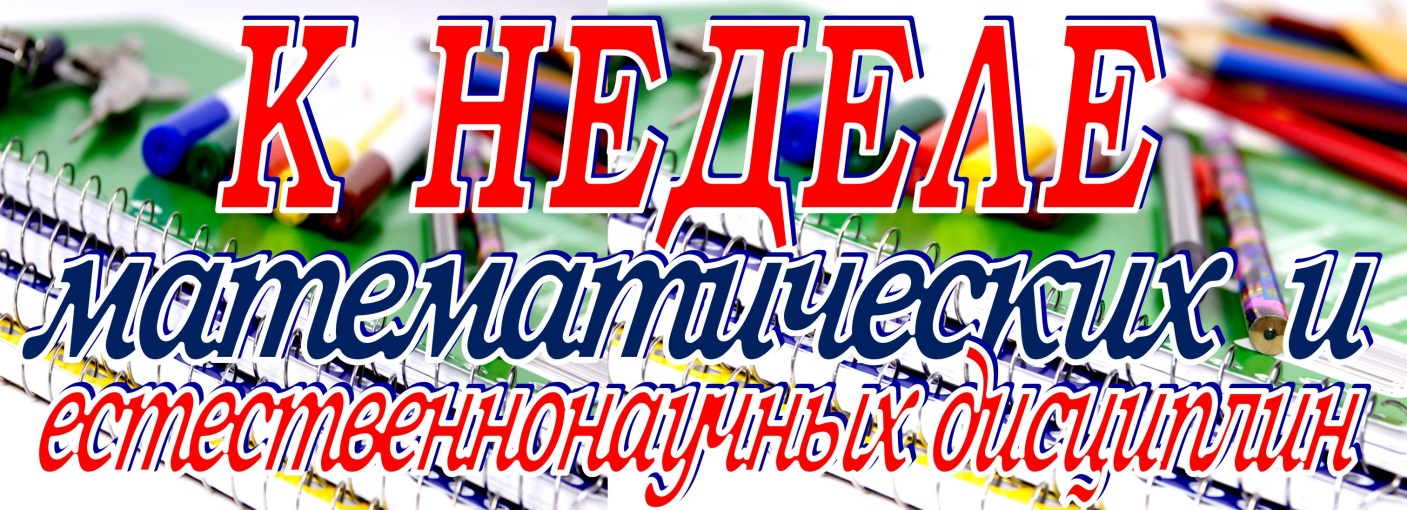 К НЕДЕЛЕ
математических и
естественнонаучных дисциплин